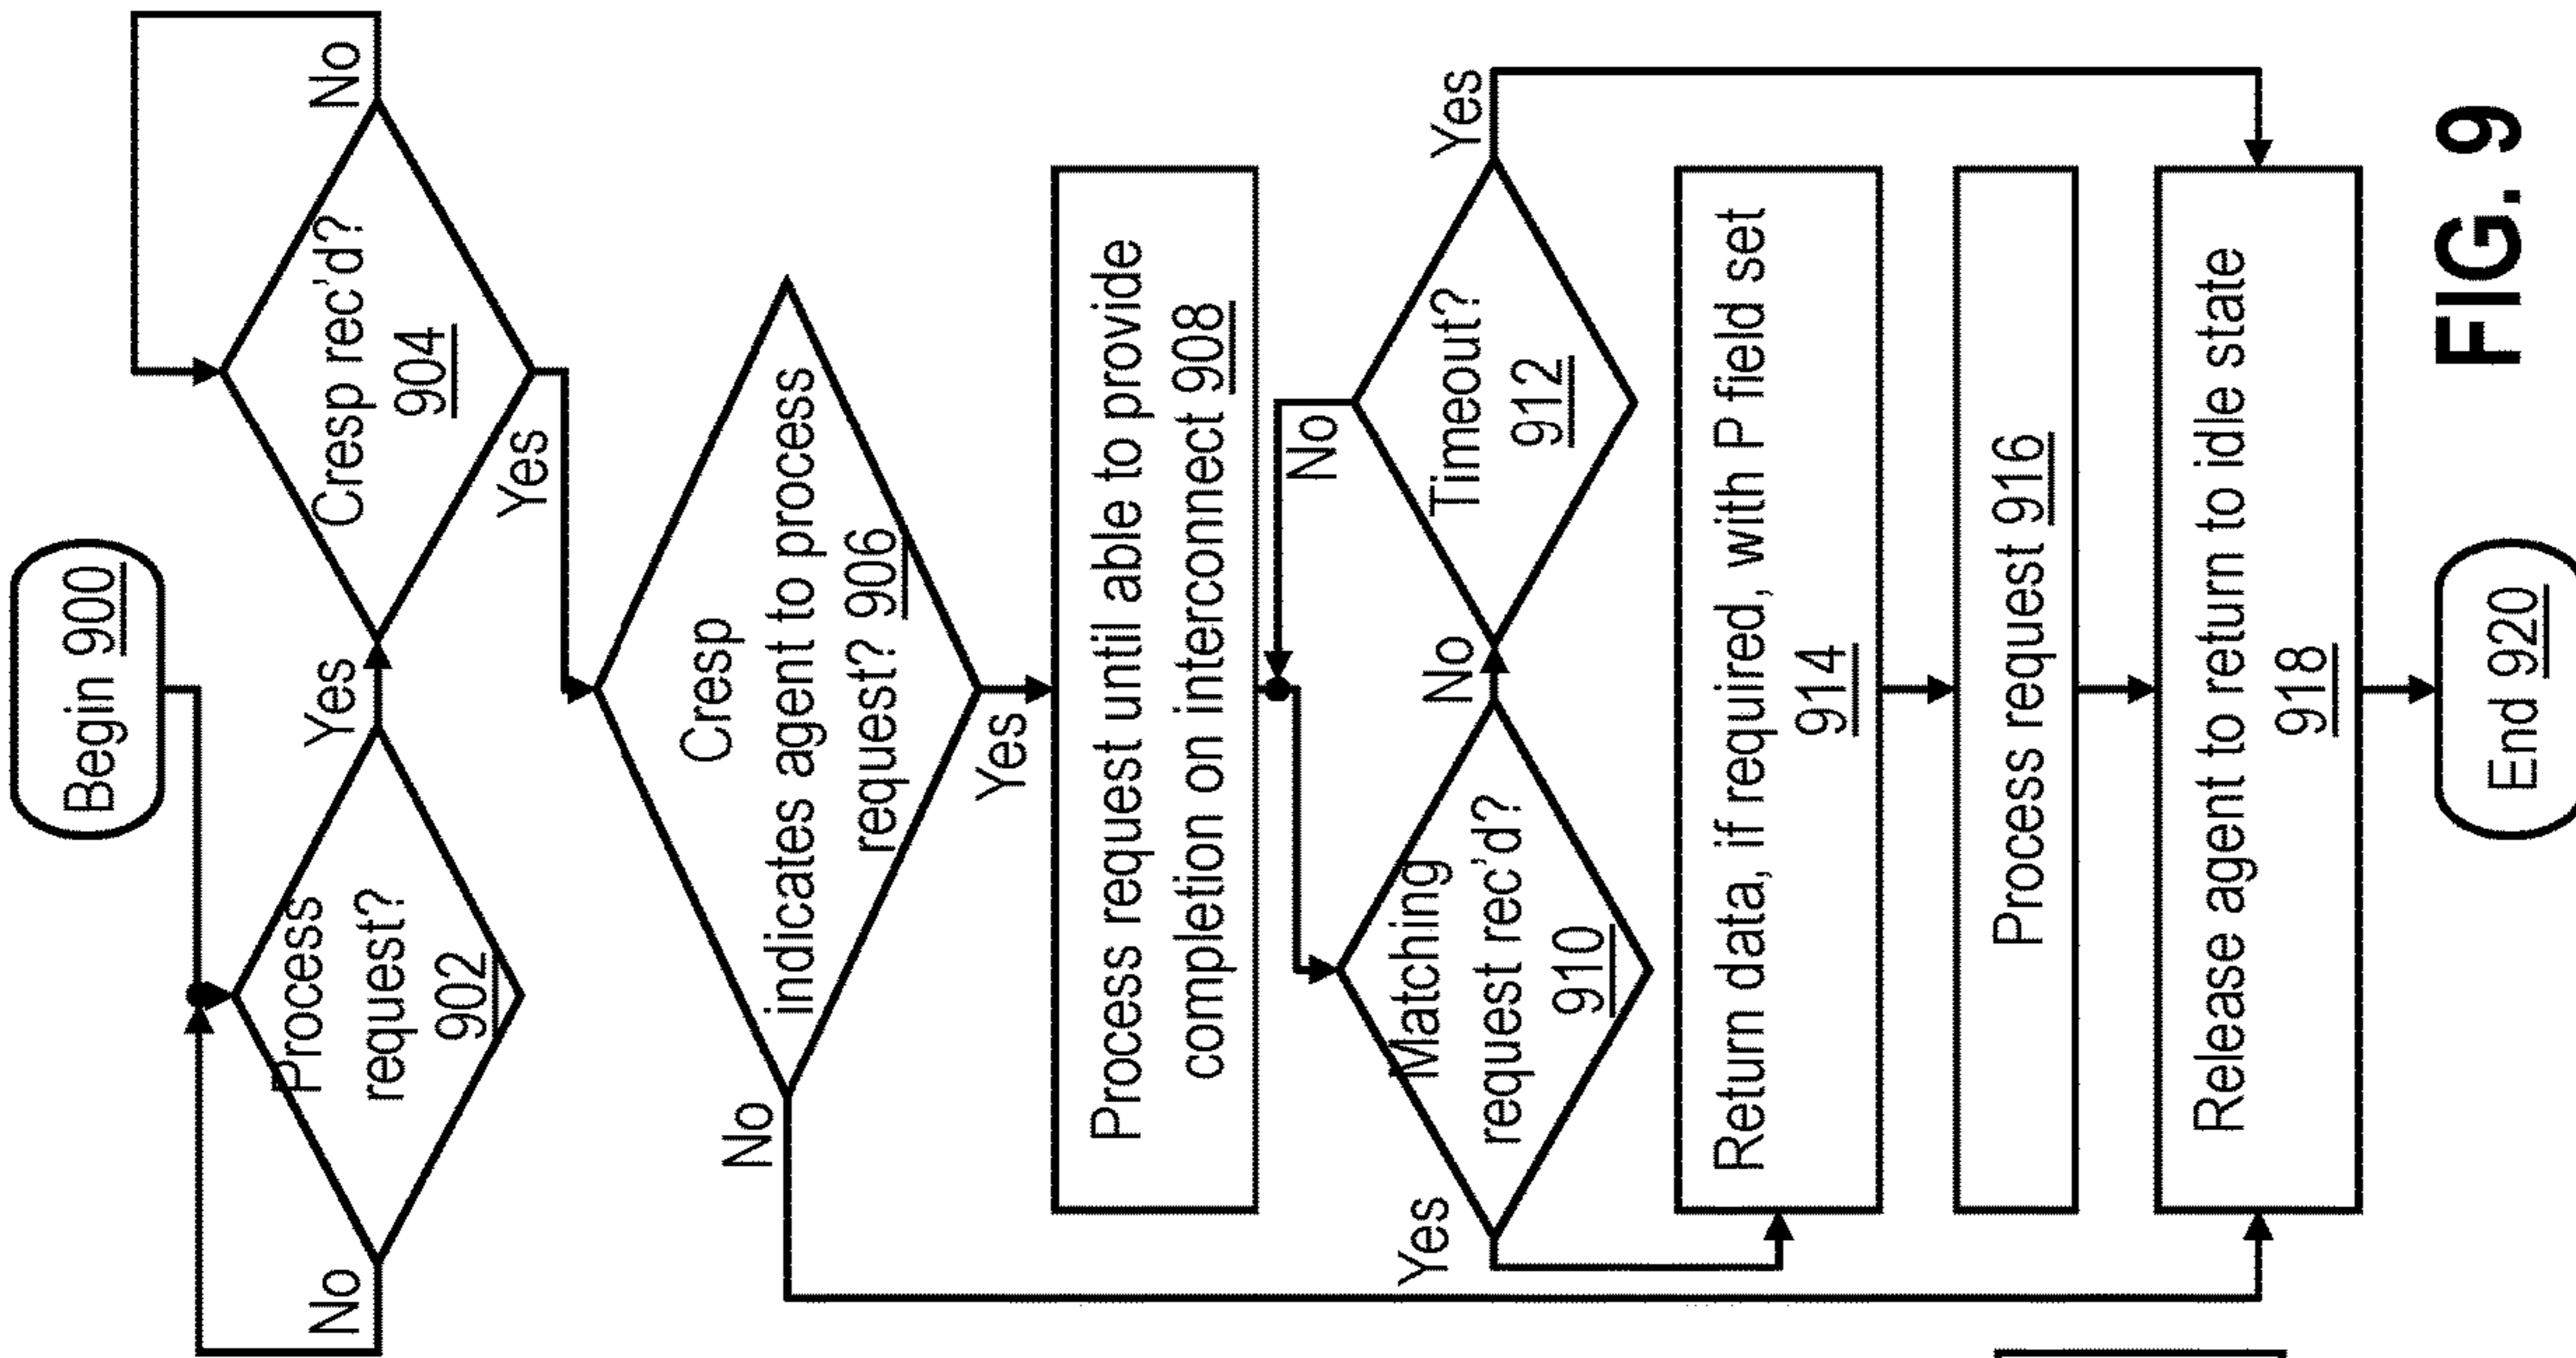 Begin 900
Process
request?
902
No
Yes
Cresp rec'd?
904
No
Yes
Cresp
indicates agent to process
request? 906
No
Yes
Process request until able to provide
completion on interconnect 908
Matching
request rec'd?
910
Yes
No
Timeout?
912
No
Yes
Return data, if required, with P field set
914
Process request 916
Release agent to return to idle state
918
End 920
FIG. 9